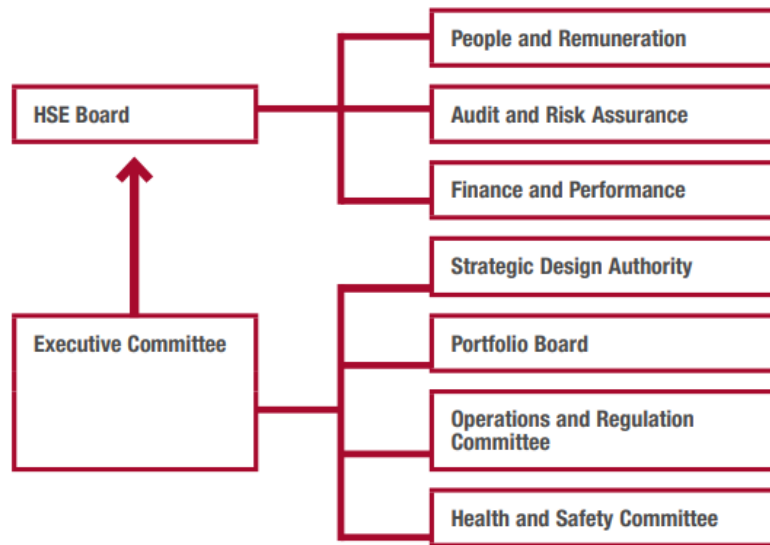 People and Remuneration
HSE Board
Audit and Risk Assurance
Finance and Performance
Strategic Design Authority
Executive Committee
Portfolio Board
Operations and Regulation
Committee
Health and Safety Committee